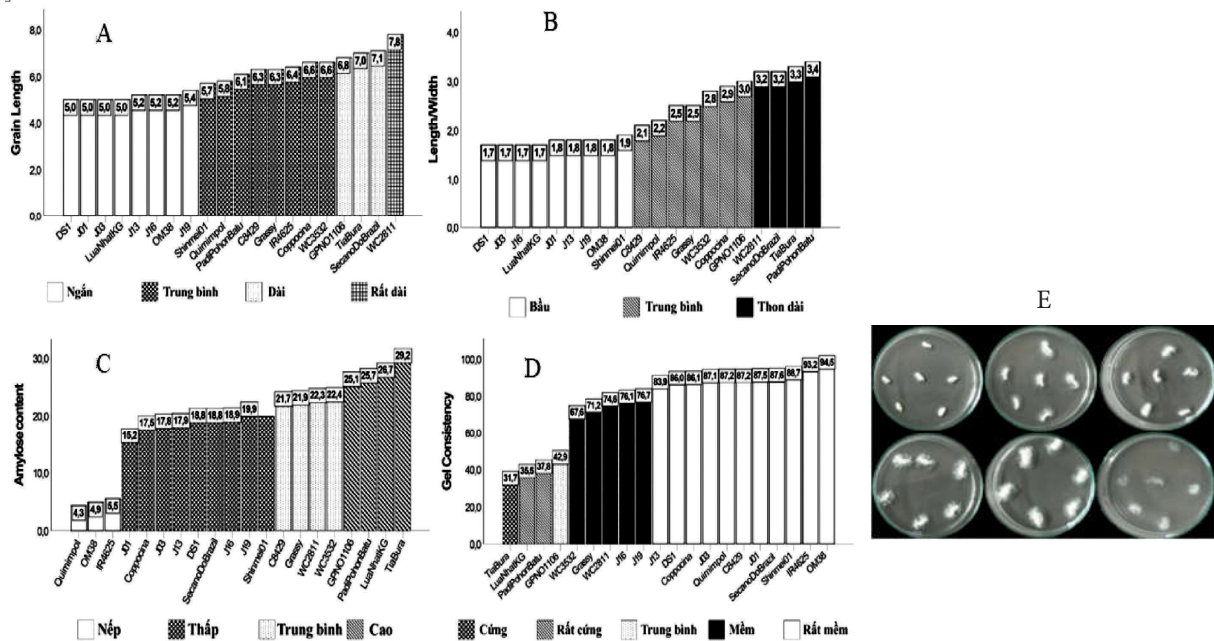 A
Grain Length
8,0
6,0
4,0
2,0
0,0
5,0 5,0 5,0 5,0 5,2 5,2 5,2 5,4 5,7 5,8 6,1 6,3 6,3 6,4 6,6 6,6 6,8 7,0 7,1 7,8
DS1 J01 J03 LuaNhatKG J13 J16 OM38 J19 Shinmei01 Quimimpol PadiPohonBatu C8429 Grassy IR4625 Coppocina WC3532 GPNO1106 TiaBura SecanoDoBrazil WC2811
Ngắn Trung bình Dài Rất dài
B
Length/Width
4,0
3,0
2,0
1,0
0,0
1,7 1,7 1,7 1,7 1,8 1,8 1,8 1,8 1,9 2,1 2,2 2,5 2,5 2,8 2,9 3,0 3,2 3,2 3,3 3,4
DS1 J03 J16 LuaNhatKG J01 J13 J19 OM38 Shinmei01 C8429 Quimimpol IR4625 Grassy WC3532 Coppocina GPNO1106 WC2811 SecanoDoBrazil TiaBura PadiPohonBatu
Bầu Trung bình Thon dài
C
Amylose content
30,0
20,0
10,0
0,0
4,3 4,9 5,5 15,2 17,5 17,8 17,9 18,8 18,8 18,9 19,9 21,7 21,9 22,3 22,4 25,1 25,7 26,7 29,2
Quimimpol OM38 IR4625 J01 Coppocina J03 J13 DS1 SecanoDoBrazil J16 J19 Shinmei01 C8429 Grassy WC2811 WC3532 GPNO1106 PadiPohonBatu LuaNhatKG TiaBura
Nếp Thấp Trung bình Cao
D
Gel Consistency
100,0
80,0
60,0
40,0
20,0
0,0
31,7 35,5 37,8 42,9 67,6 71,2 74,6 76,1 76,7 83,9 86,0 86,1 87,1 87,2 87,2 87,5 87,6 88,7 93,2 94,5
TiaBura LuaNhatKG PadiPohonBatu GPNO1106 WC3532 Grassy WC2811 J16 J19 J13 DS1 Coppocina J03 Quimimpol C8429 J01 SecanoDoBrazil Shinmei01 IR4625 OM38
Cứng Rất cứng Trung bình Mềm Rất mềm
E